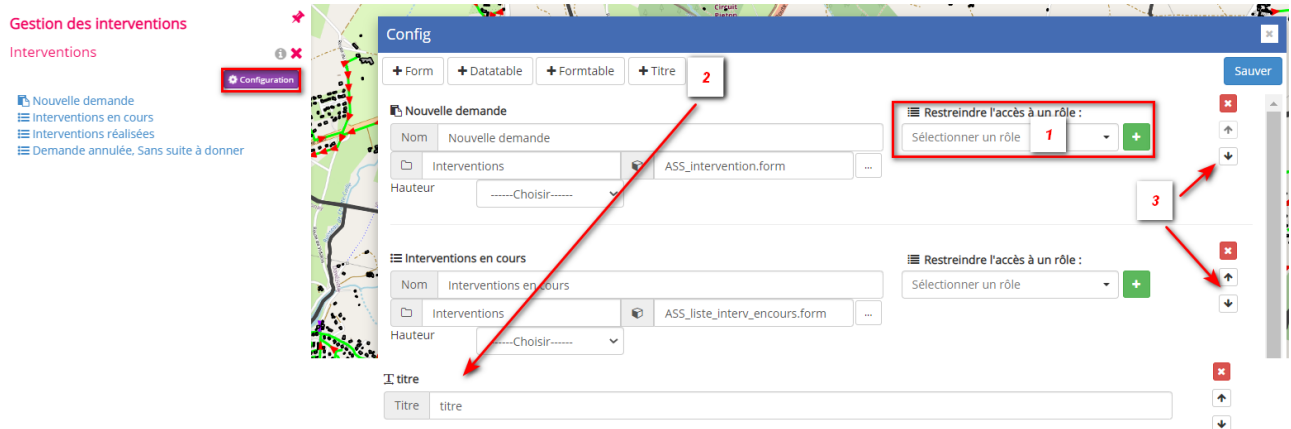 Gestion des interventions
Interventions
Configuration
Nouvelle demande
Interventions en cours
Interventions réalisées
Demande annulée, Sans suite à donner
Circuit
Pieton
Config
+ Form + Datatable + Formtable + Titre
2
Sauver
Nouvelle demande
Restreindre l'accès à un rôle :
Nom Nouvelle demande
Sélectionner un rôle
1
+
Interventions ASS_intervention.form ...
Hauteur ------Choisir------
3
Interventions en cours
Restreindre l'accès à un rôle :
Nom Interventions en cours
Sélectionner un rôle
+
Interventions ASS_liste_interv_encours.form ...
Hauteur ------Choisir------
titre
Titre titre